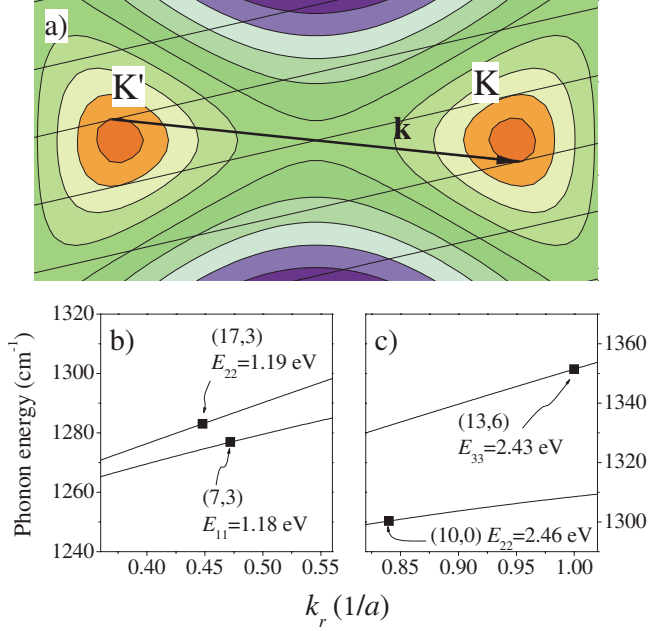 a)
K'
K
k
Phonon energy (cm⁻¹)
1320
1300
1280
1260
1240
b)
(17,3)
E₂₂=1.19 eV
(7,3)
E₁₁=1.18 eV
0.40 0.45 0.50 0.55
c)
(13,6)
E₃₃=2.43 eV
(10,0) E₂₂=2.46 eV
1360
1340
1320
1300
0.85 0.90 0.95 1.00
kᵣ (1/a)